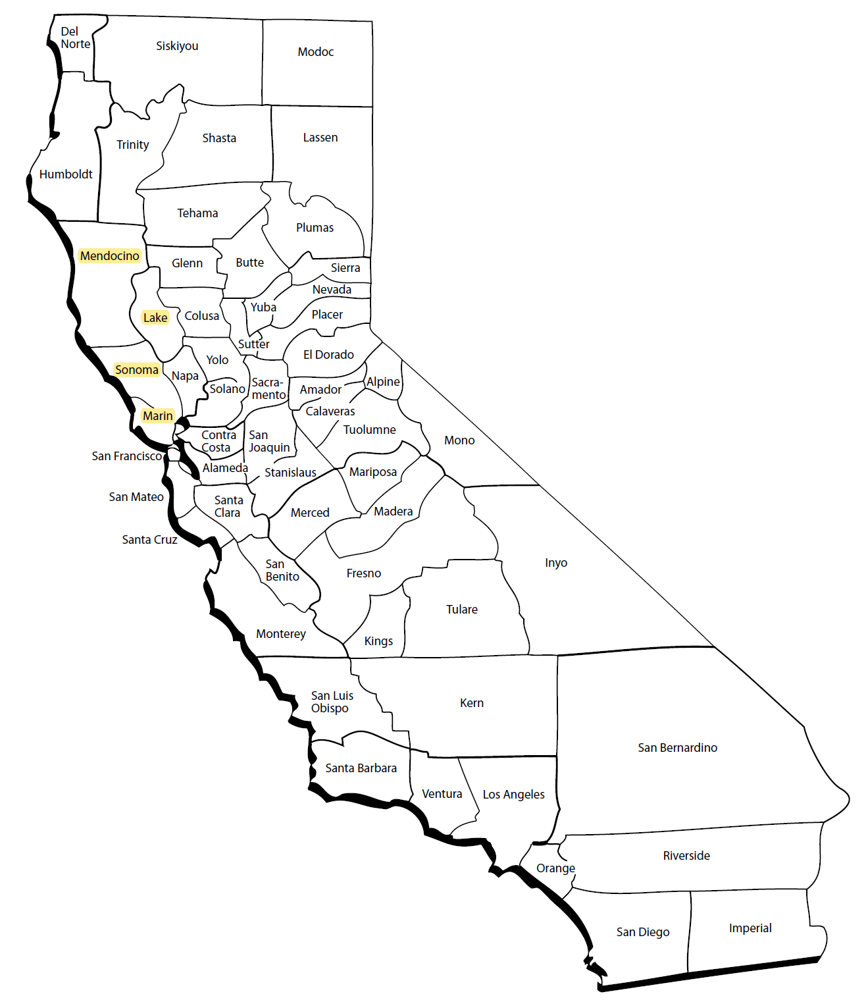 Del
Norte
Siskiyou
Modoc
Trinity
Shasta
Lassen
Humboldt
Tehama
Plumas
Mendocino
Glenn
Butte
Sierra
Nevada
Yuba
Placer
Lake
Colusa
Sutter
El Dorado
Yolo
Sonoma
Napa
Solano
Sacra-
mento
Amador
Alpine
Calaveras
Marin
Tuolumne
Contra
Costa
San
Joaquin
Mono
San Francisco
Alameda
Stanislaus
Mariposa
San Mateo
Santa
Clara
Merced
Madera
Santa Cruz
San
Benito
Fresno
Inyo
Tulare
Monterey
Kings
San Luis
Obispo
Kern
San Bernardino
Santa Barbara
Ventura
Los Angeles
Riverside
Orange
San Diego
Imperial